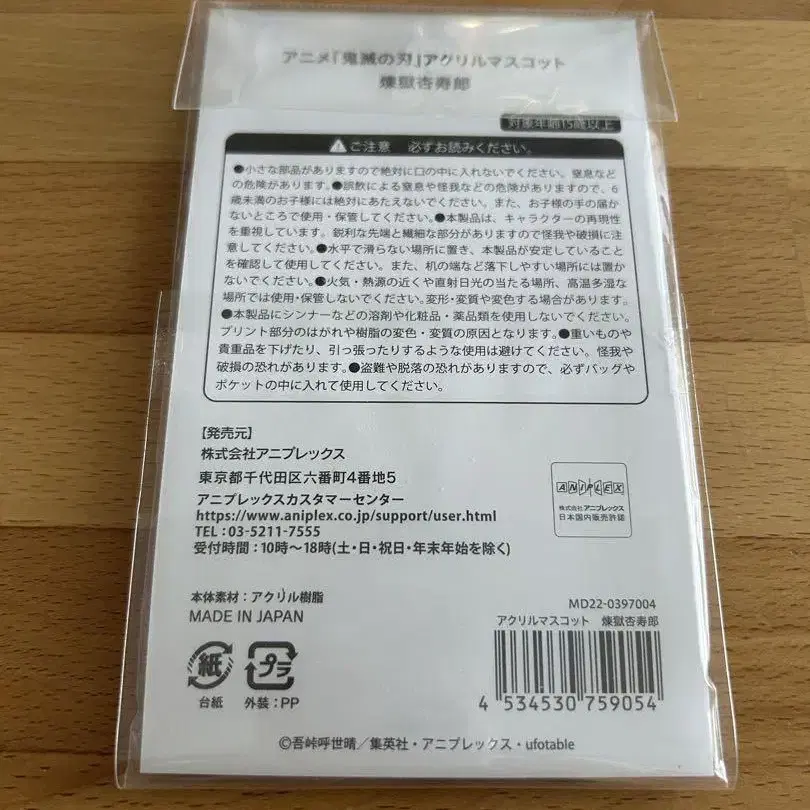 アニメ「鬼滅の刃」アクリルマスコット
煉獄杏寿郎
対象年齢15歳以上
ご注意 必ずお読みください。
●小さな部品がありますので絶対に口の中に入れないでください。窒息など
の危険があります。●誤飲による窒息や怪我などの危険がありますので、6
歳未満のお子様には絶対にあたえないでください。また、お子様の手の届か
ないところで使用・保管してください。●本製品は、キャラクターの再現性
を重視しています。鋭利な先端と繊細な部分がありますので怪我や破損に注
意してください。●水平で滑らない場所に置き、本製品が安定していること
を確認して使用してください。また、机の端など落下しやすい場所には置か
ないでください。●火気・熱源の近くや直射日光の当たる場所、高温多湿な
場所では使用・保管しないでください。変形・変質や変色する場合があります。
●本製品にシンナーなどの溶剤や化粧品・薬品類を使用しないでください。
プリント部分のはがれや樹脂の変色・変質の原因となります。●重いものや
貴重品を下げたり、引っ張ったりするような使用は避けてください。怪我や
破損の恐れがあります。●盗難や脱落の恐れがありますので、必ずバッグや
ポケットの中に入れて使用してください。
【発売元】
株式会社アニプレックス
東京都千代田区六番町4番地5
アニプレックスカスタマーセンター
https://www.aniplex.co.jp/support/user.html
TEL：03-5211-7555
受付時間：10時～18時(土・日・祝日・年末年始を除く)
ANIPLEX
株式会社アニプレックス
日本国内販売許諾
本体素材：アクリル樹脂
MADE IN JAPAN
紙
台紙
プラ
外装：PP
MD22-0397004
アクリルマスコット 煉獄杏寿郎
4 534530 759054
©吾峠呼世晴／集英社・アニプレックス・ufotable